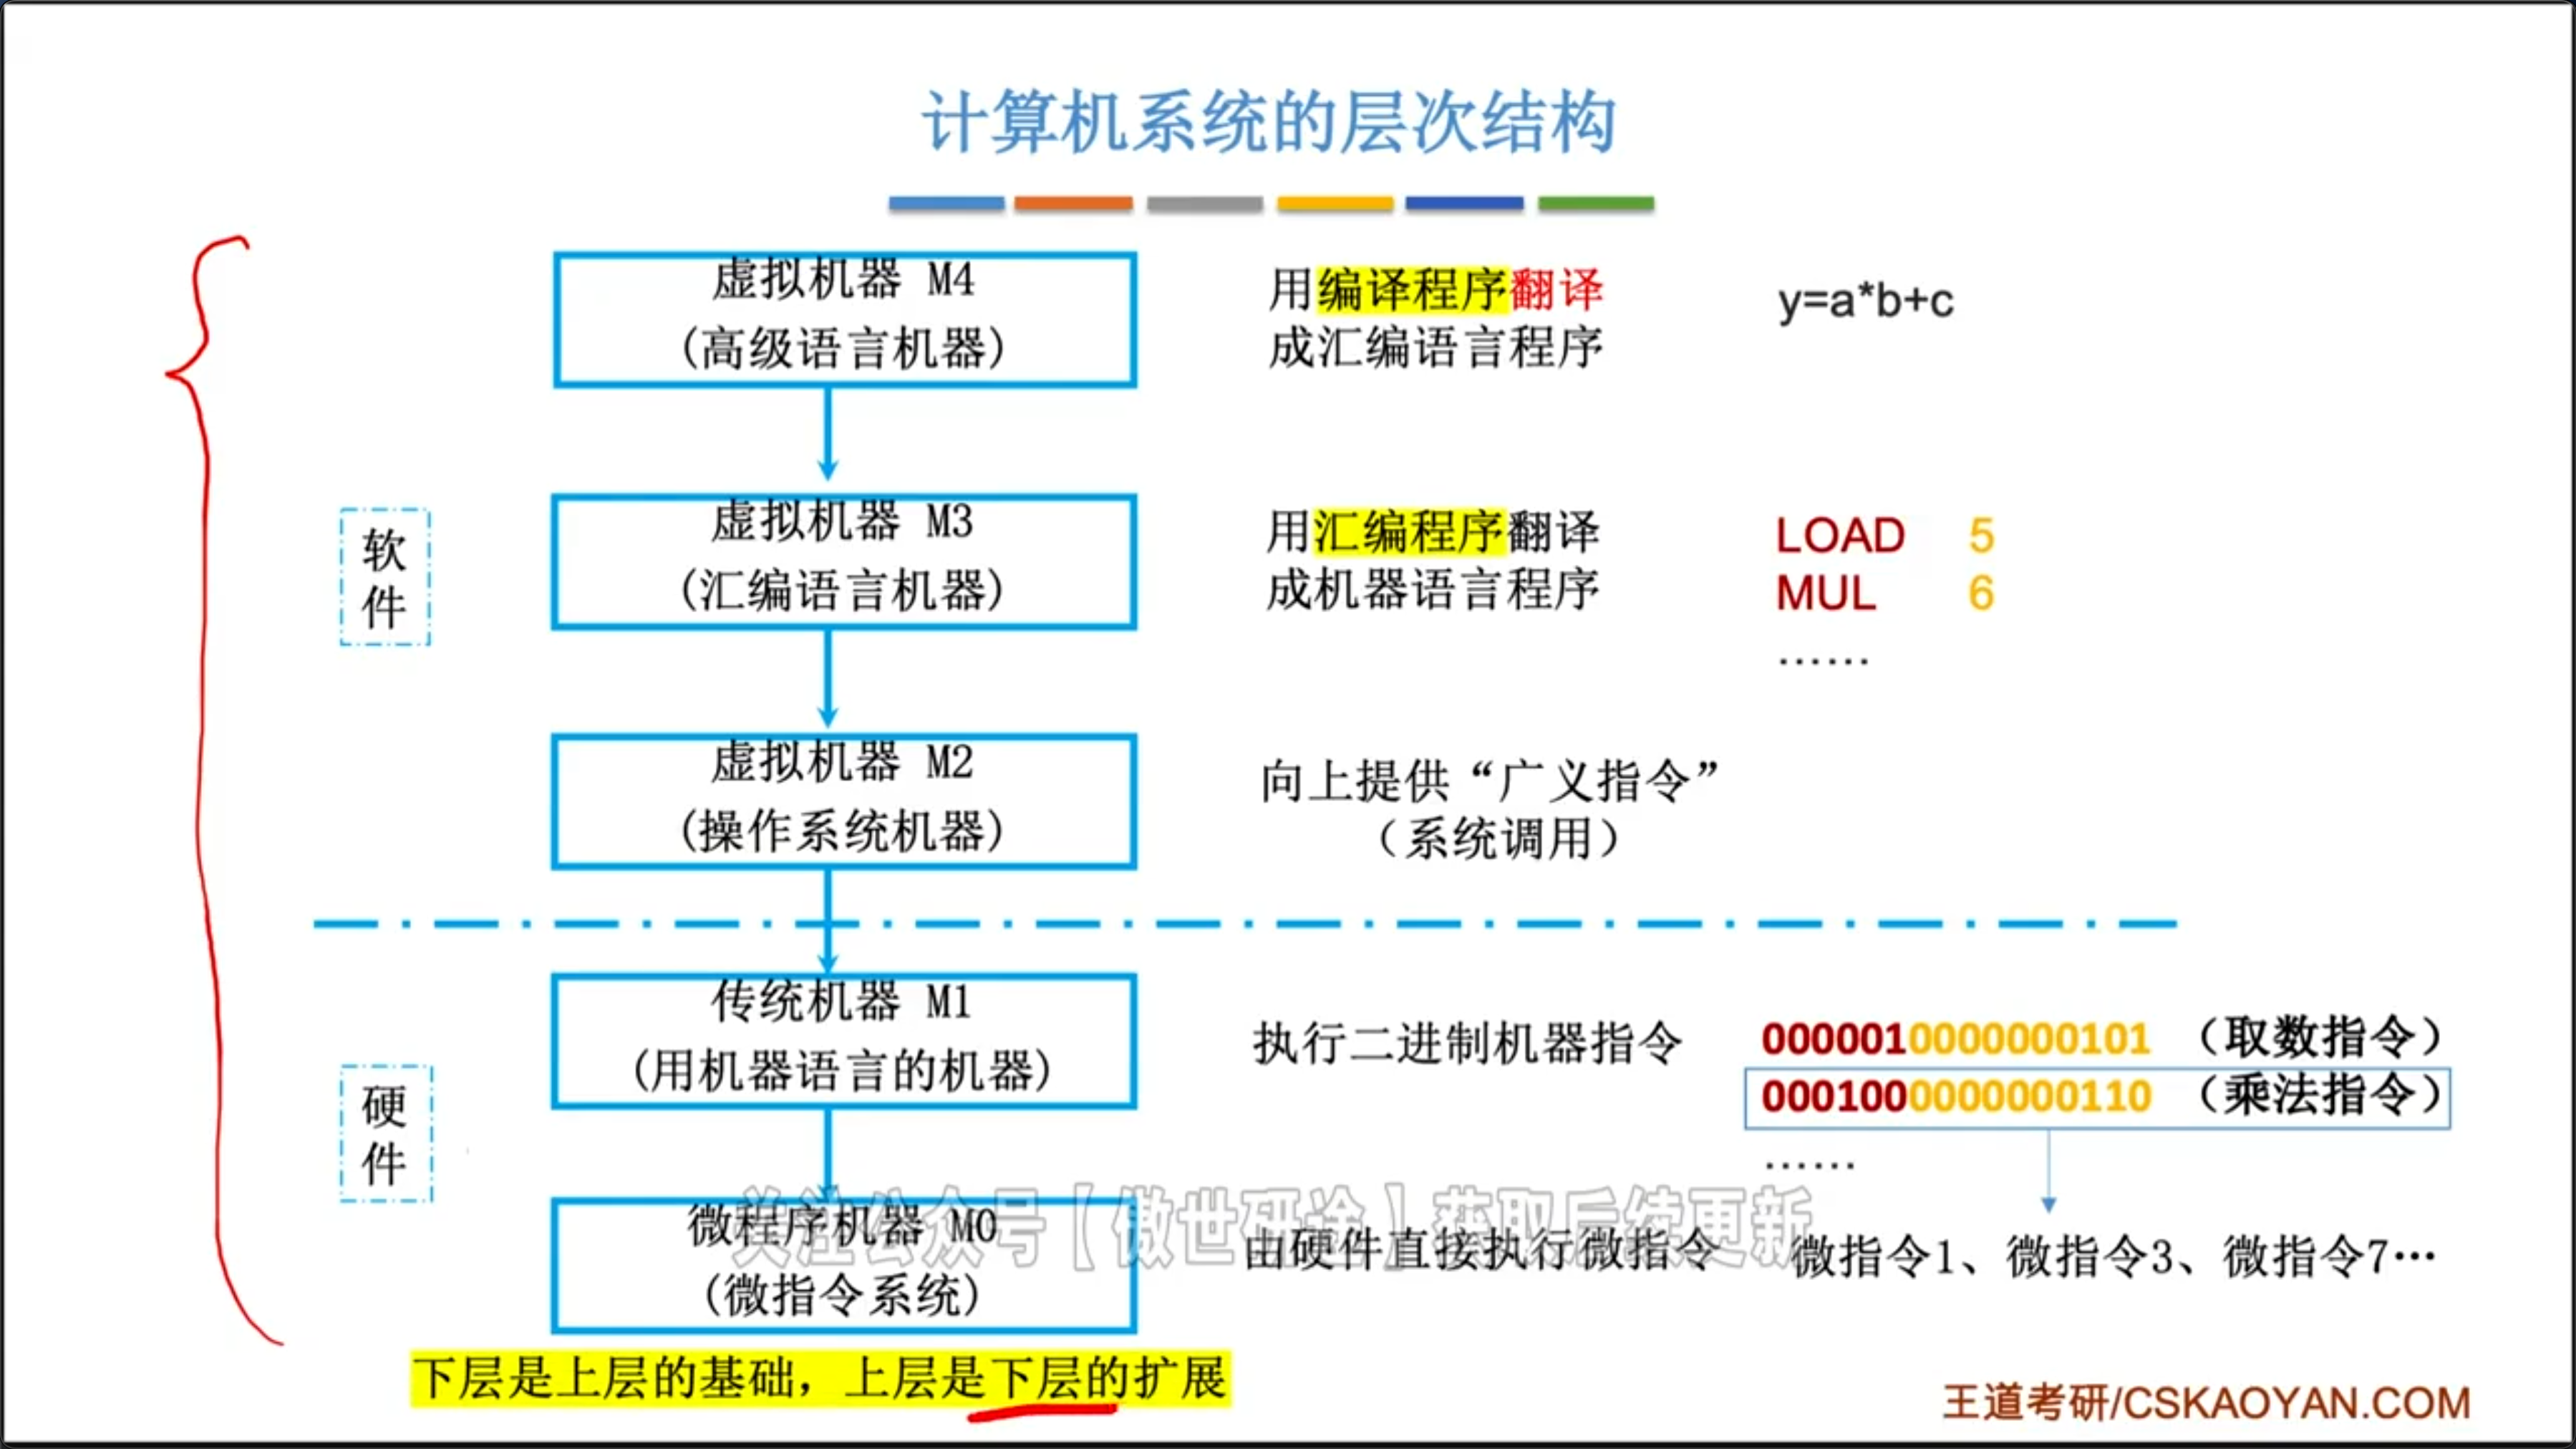 计算机系统的层次结构
虚拟机器 M4
(高级语言机器)
用编译程序翻译
成汇编语言程序
y=a*b+c
软
件
虚拟机器 M3
(汇编语言机器)
用汇编程序翻译
成机器语言程序
LOAD 5
MUL 6
……
虚拟机器 M2
(操作系统机器)
向上提供“广义指令”
（系统调用）
硬
件
传统机器 M1
(用机器语言的机器)
执行二进制机器指令
0000010000000101 （取数指令）
0001000000000110 （乘法指令）
……
微程序机器 M0
(微指令系统)
由硬件直接执行微指令
微指令1、微指令3、微指令7…
关注公众号【傲世研途】获取后续更新
下层是上层的基础，上层是下层的扩展
王道考研/CSKAOYAN.COM